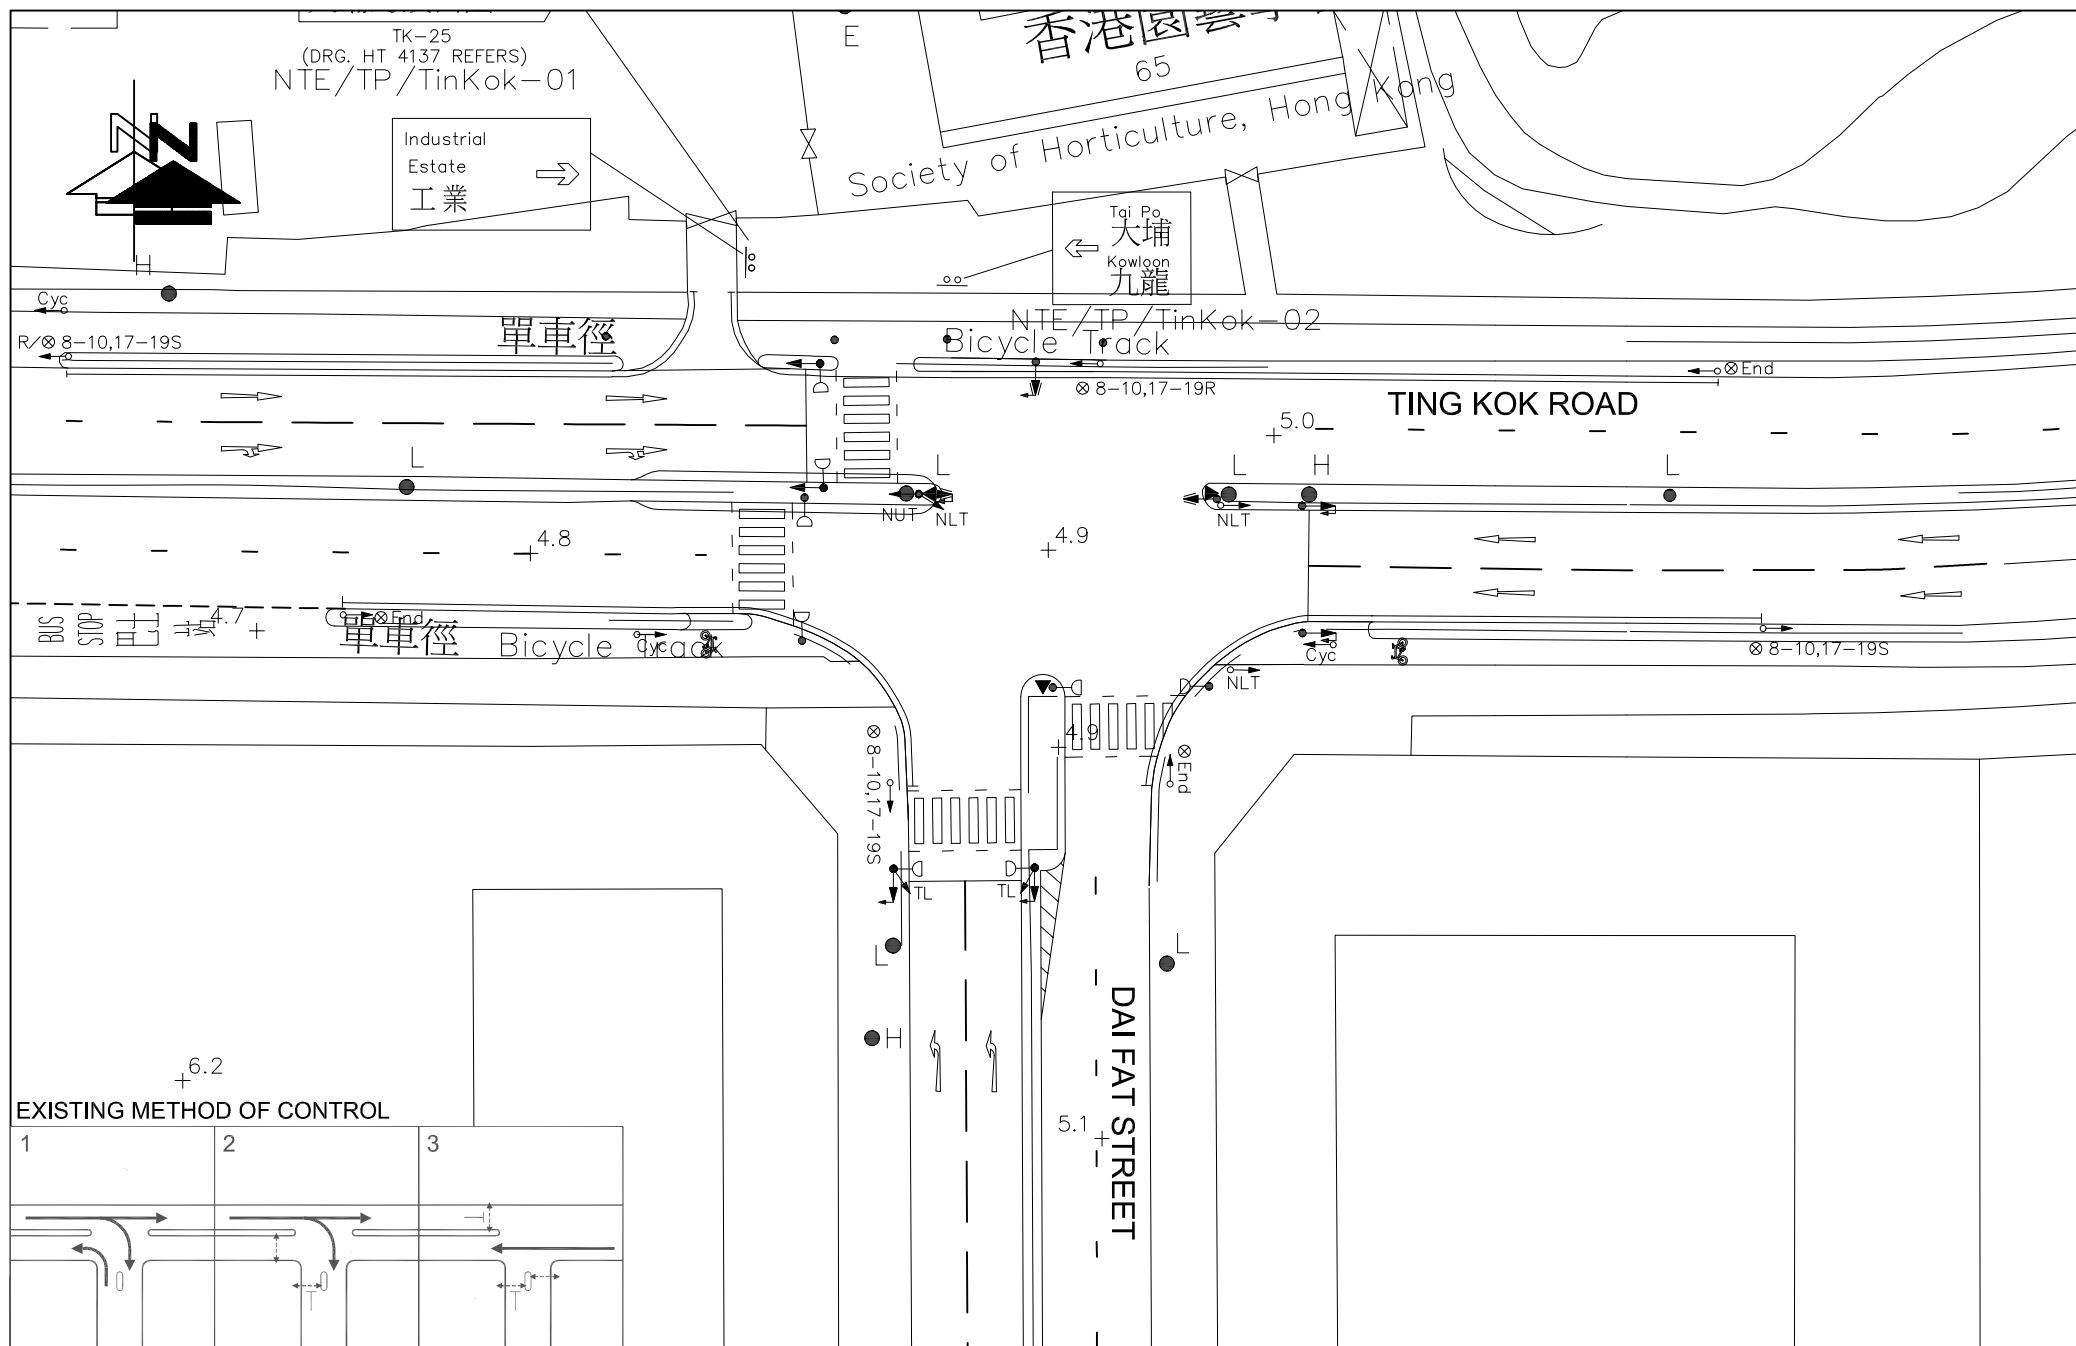 TK-25
(DRG. HT 4137 REFERS)
NTE/TP/TinKok-01
E
65
Society of Horticulture, Hong Kong
N
Industrial
Estate
工業
Tai Po
大埔
Kowloon
九龍
NTE/TP/TinKok-02
H
Cyc
R/⊗ 8-10,17-19S
單車徑
Bicycle Track
⊗ 8-10,17-19R
⊗ End
TING KOK ROAD
5.0
L
L
L
H
L
NUT
NLT
NLT
4.8
4.9
BUS
STOP
巴士
4.7
⊗ End
單車徑
Bicycle Track
Cyc
Cyc
⊗ 8-10,17-19S
NLT
4.9
⊗ 8-10,17-19S
⊗ End
TL
TL
L
L
H
DAI FAT STREET
6.2
5.1
EXISTING METHOD OF CONTROL
1
2
3